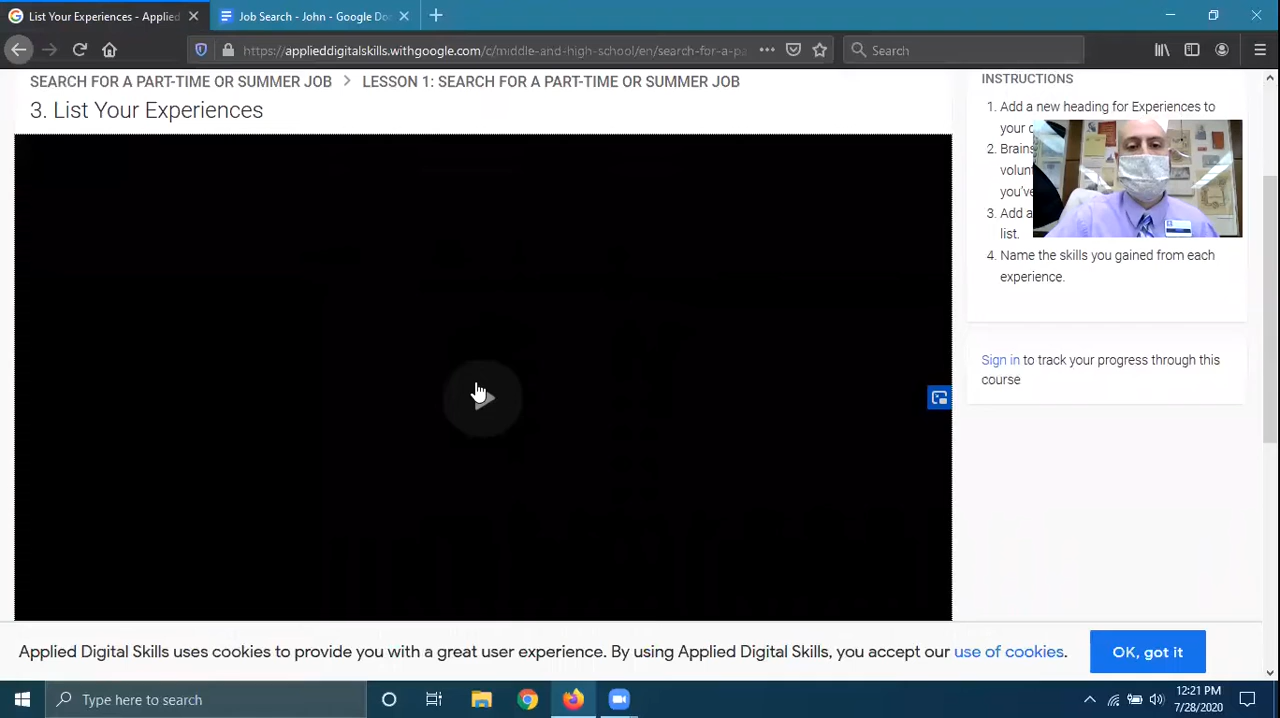 List Your Experiences - Applied
Job Search - John - Google Do
https://applieddigitalskills.withgoogle.com/c/middle-and-high-school/en/search-for-a-pa
Search
SEARCH FOR A PART-TIME OR SUMMER JOB > LESSON 1: SEARCH FOR A PART-TIME OR SUMMER JOB
3. List Your Experiences
INSTRUCTIONS
1. Add a new heading for Experiences to
your
2. Brains
volunt
you've
3. Add a
list.
4. Name the skills you gained from each
experience.
Sign in to track your progress through this
course
Applied Digital Skills uses cookies to provide you with a great user experience. By using Applied Digital Skills, you accept our use of cookies.
OK, got it
Type here to search
12:21 PM
7/28/2020